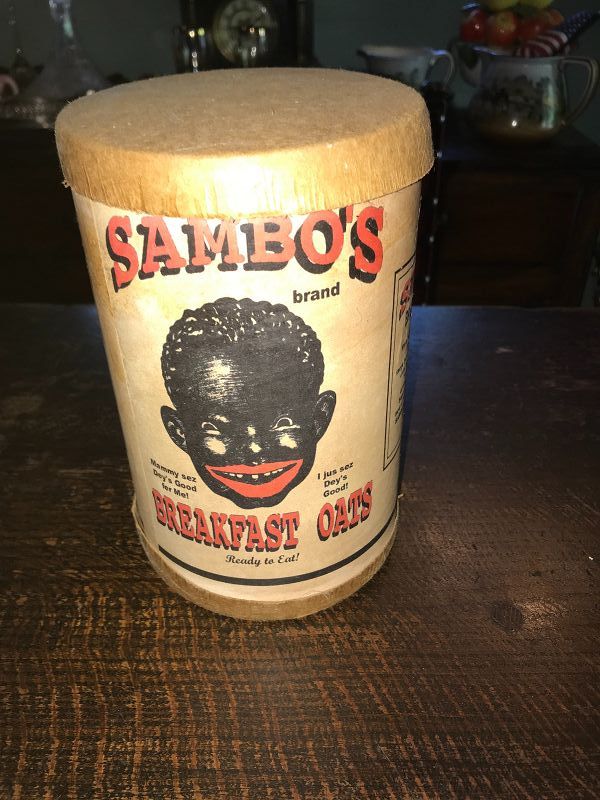 SAMBO'S
brand
Mammy sez
Dey's Good
for Me!
I jus sez
Dey's
Good!
BREAKFAST OATS
Ready to Eat!